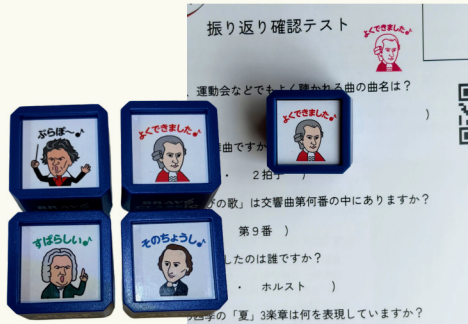 振り返り確認テスト
よくできました♪
運動会などでもよく聴かれる曲の曲名は？
）
よくできました♪
曲ですか
・　２拍子　）
の歌」は交響曲第何番の中にありますか？
第９番　）
したのは誰ですか？
・　ホルスト　）
四季の「夏」3楽章は何を表現していますか？
ぶらぼ〜♪
よくできました♪
すばらしい♪
そのちょうし♪